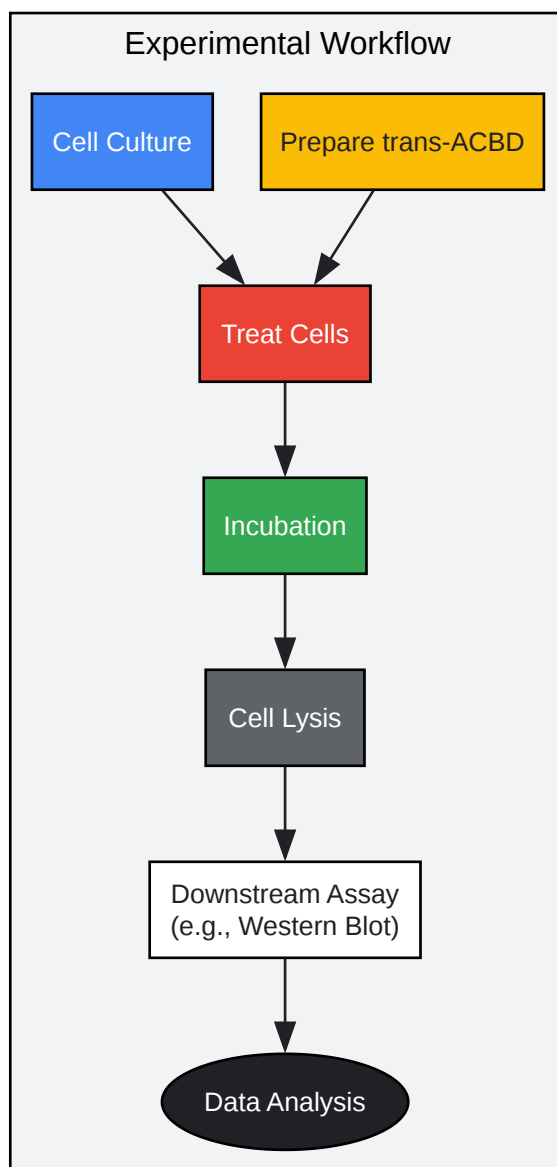 Experimental Workflow
Cell Culture
Prepare trans-ACBD
Treat Cells
Incubation
Cell Lysis
Downstream Assay
(e.g., Western Blot)
Data Analysis